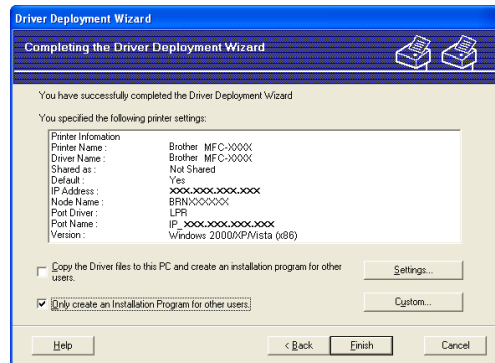 Driver Deployment Wizard
Completing the Driver Deployment Wizard
You have successfully completed the Driver Deployment Wizard
You specified the following printer settings:
Printer Infomation
Printer Name : Brother MFC-XXXX
Driver Name : Brother MFC-XXXX
Shared as : Not Shared
Default : Yes
IP Address : xxx.xxx.xxx.xxx
Node Name : BRNXXXXXX
Port Driver : LPR
Port Name : IP_xxx.xxx.xxx.xxx
Version : Windows 2000/XP/Vista (x86)
Copy the Driver files to this PC and create an installation program for other
users.
Settings...
Only create an Installation Program for other users.
Custom...
Help
< Back
Finish
Cancel